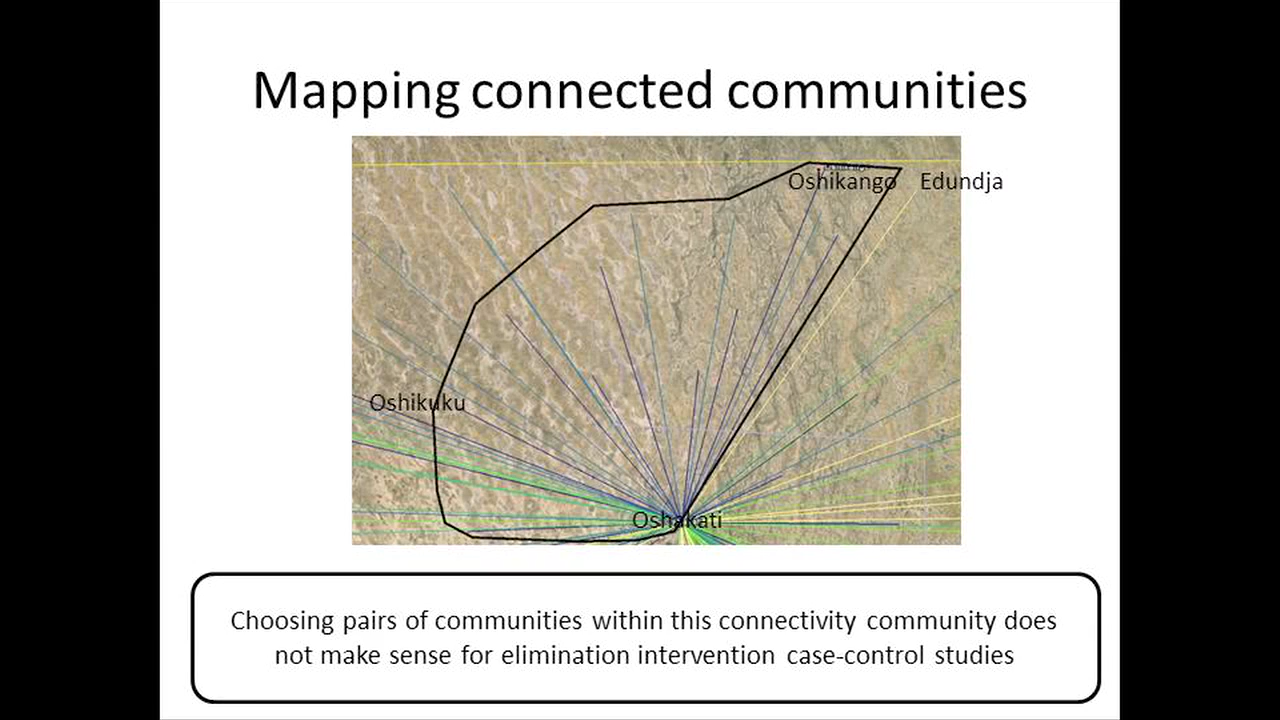 Mapping connected communities
Oshikango
Edundja
Oshikuku
Oshakati
Choosing pairs of communities within this connectivity community does
not make sense for elimination intervention case-control studies